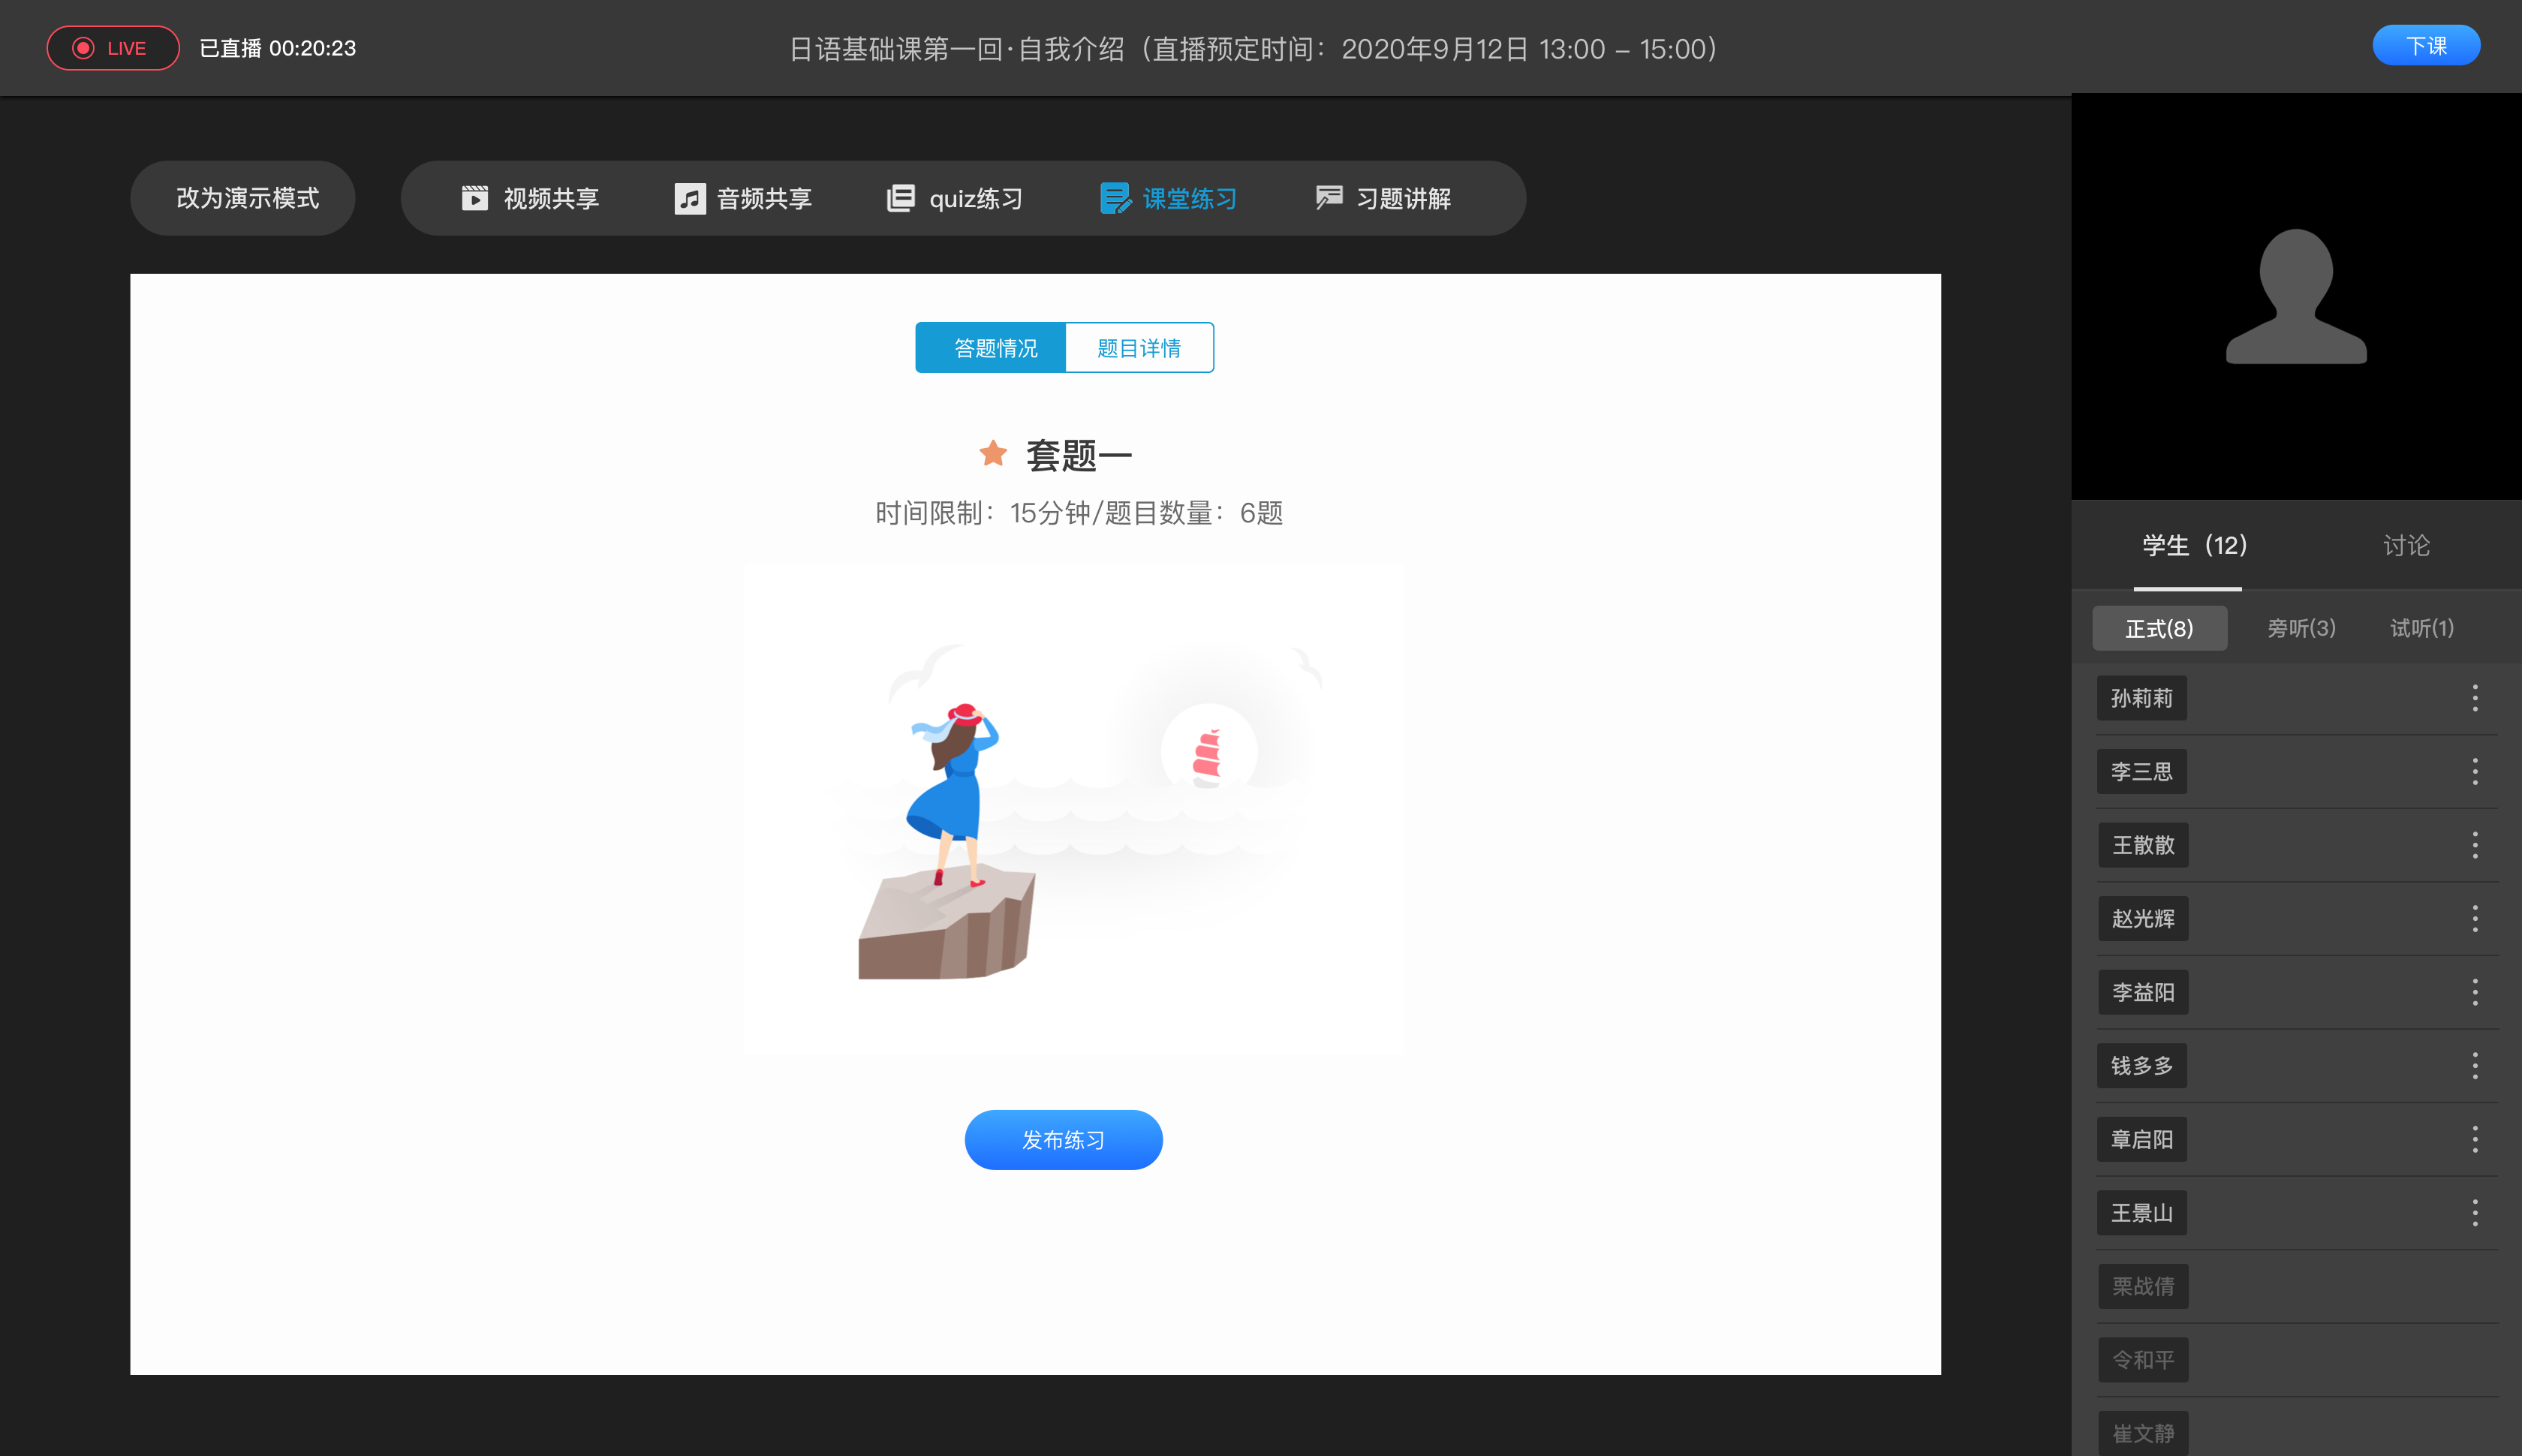 LIVE 已直播 00:20:23
日语基础课第一回·自我介绍（直播预定时间：2020年9月12日 13:00 – 15:00）
下课
改为演示模式
视频共享 音频共享 quiz练习 课堂练习 习题讲解
答题情况 题目详情
套题一
时间限制：15分钟/题目数量：6题
发布练习
学生（12） 讨论
正式(8) 旁听(3) 试听(1)
孙莉莉
李三思
王散散
赵光辉
李益阳
钱多多
章启阳
王景山
栗战倩
令和平
崔文静